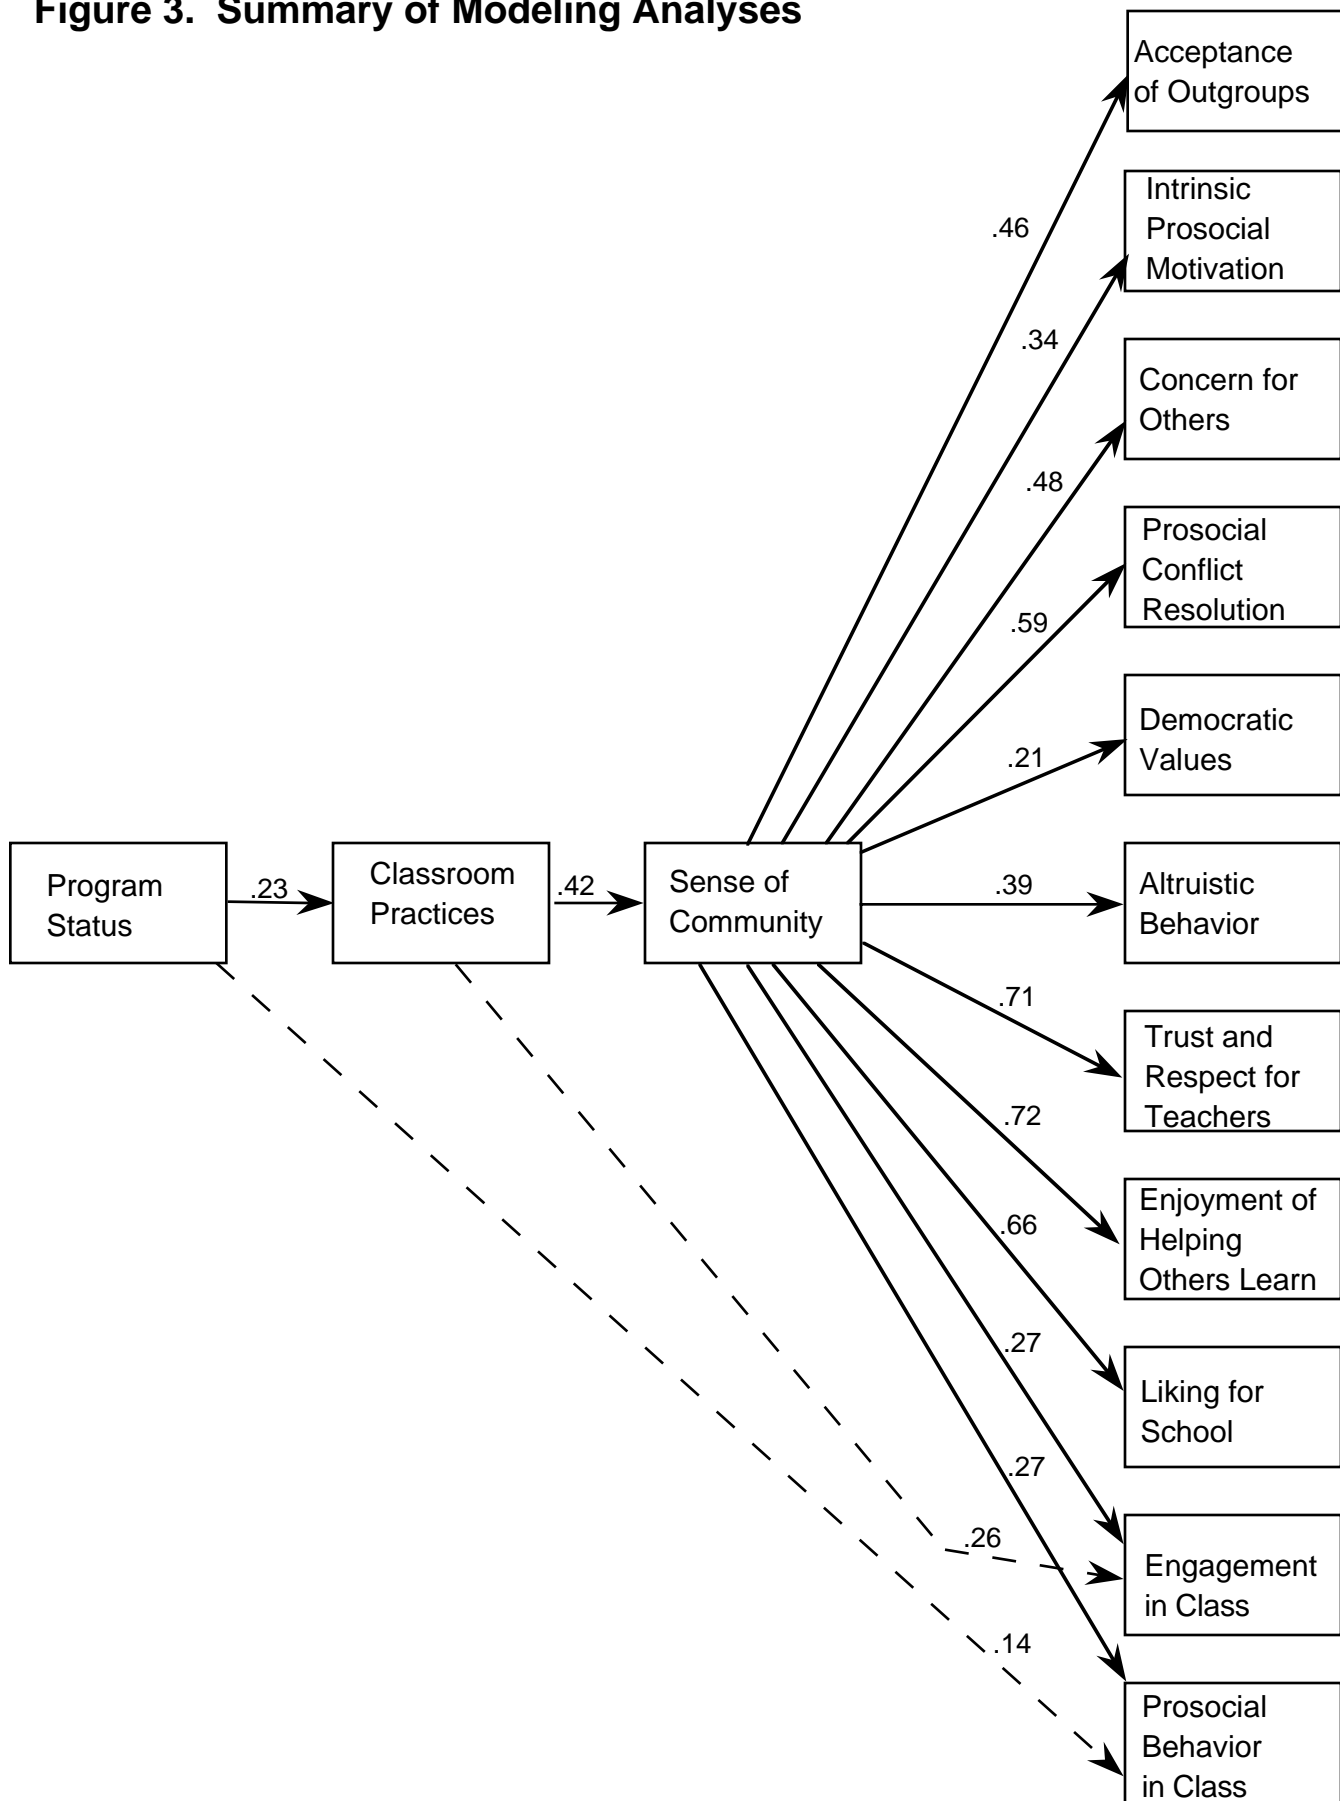 Figure 3.  Summary of Modeling Analyses
Acceptance
of Outgroups
.46
Intrinsic
Prosocial
Motivation
.34
Concern for
Others
.48
Prosocial
Conflict
Resolution
.59
Democratic
Values
.21
Program
Status
.23
Classroom
Practices
.42
Sense of
Community
.39
Altruistic
Behavior
.71
Trust and
Respect for
Teachers
.72
Enjoyment of
Helping
Others Learn
.66
Liking for
School
.27
.27
.26
Engagement
in Class
.14
Prosocial
Behavior
in Class